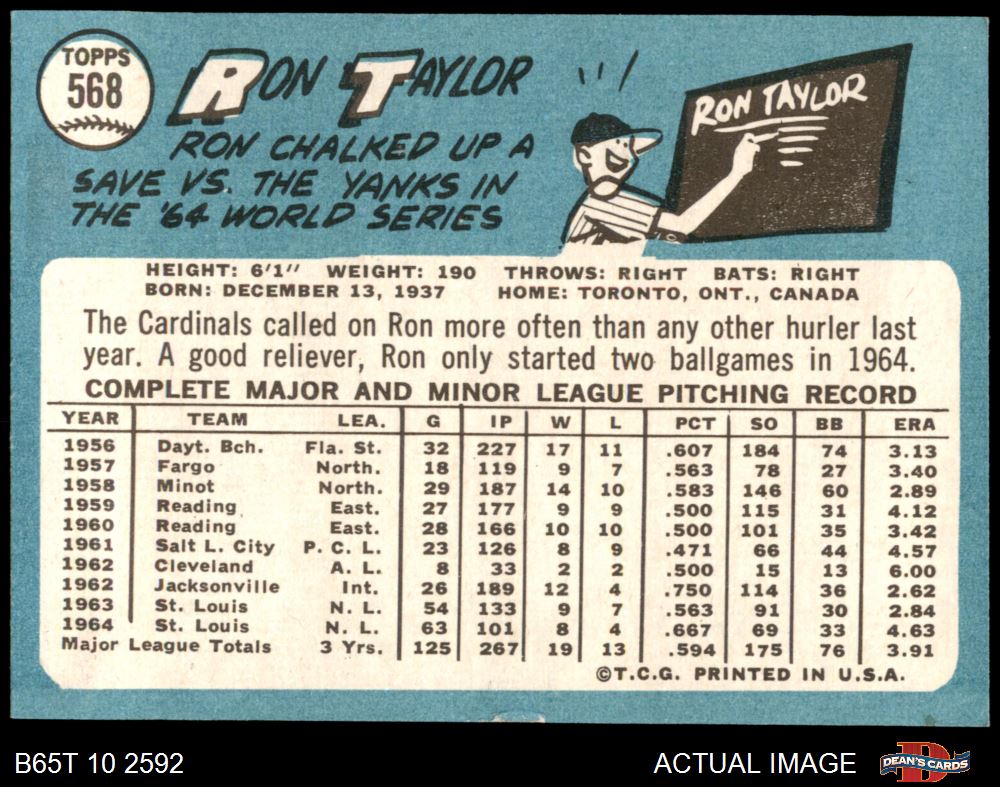 TOPPS
568
RON TAYLOR
RON CHALKED UP A
SAVE VS. THE YANKS IN
THE '64 WORLD SERIES
RON TAYLOR
HEIGHT: 6'1" WEIGHT: 190 THROWS: RIGHT BATS: RIGHT
BORN: DECEMBER 13, 1937 HOME: TORONTO, ONT., CANADA
The Cardinals called on Ron more often than any other hurler last
year. A good reliever, Ron only started two ballgames in 1964.
COMPLETE MAJOR AND MINOR LEAGUE PITCHING RECORD
YEAR TEAM LEA. G IP W L PCT SO BB ERA
1956 Dayt. Bch. Fla. St. 32 227 17 11 .607 184 74 3.13
1957 Fargo North. 18 119 9 7 .563 78 27 3.40
1958 Minot North. 29 187 14 10 .583 146 60 2.89
1959 Reading East. 27 177 9 9 .500 115 31 4.12
1960 Reading East. 28 166 10 10 .500 101 35 3.42
1961 Salt L. City P. C. L. 23 126 8 9 .471 66 44 4.57
1962 Cleveland A. L. 8 33 2 2 .500 15 13 6.00
1962 Jacksonville Int. 26 189 12 4 .750 114 36 2.62
1963 St. Louis N. L. 54 133 9 7 .563 91 30 2.84
1964 St. Louis N. L. 63 101 8 4 .667 69 33 4.63
Major League Totals 3 Yrs. 125 267 19 13 .594 175 76 3.91
©T.C.G. PRINTED IN U.S.A.
B65T 10 2592 ACTUAL IMAGE
D
DEAN'S CARDS